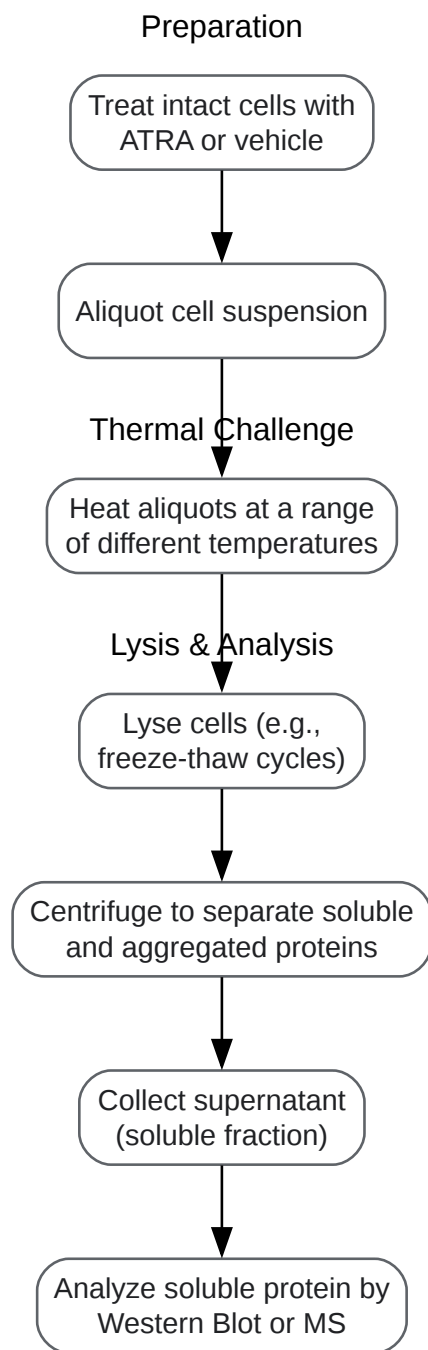 Preparation
Treat intact cells with
ATRA or vehicle
Aliquot cell suspension
Thermal Challenge
Heat aliquots at a range
of different temperatures
Lysis & Analysis
Lyse cells (e.g.,
freeze-thaw cycles)
Centrifuge to separate soluble
and aggregated proteins
Collect supernatant
(soluble fraction)
Analyze soluble protein by
Western Blot or MS